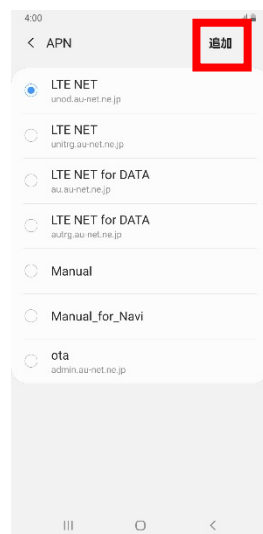 4:00
APN
追加
LTE NET
unod.au-net.ne.jp
LTE NET
unitrg.au-net.ne.jp
LTE NET for DATA
au.au-net.ne.jp
LTE NET for DATA
autrg.au-net.ne.jp
Manual
Manual_for_Navi
ota
admin.au-net.ne.jp